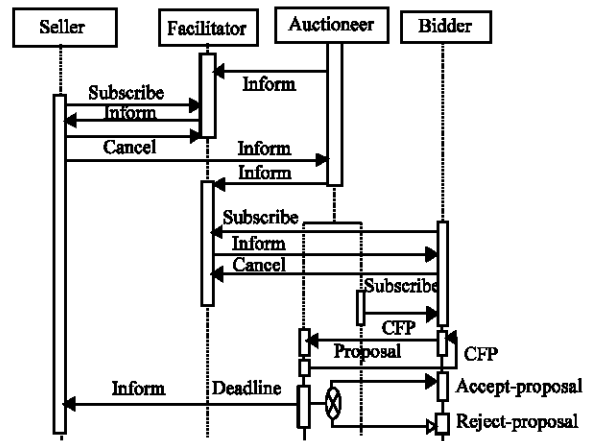 Seller Facilitator Auctioneer Bidder
Inform
Subscribe
Inform
Cancel
Inform
Inform
Subscribe
Inform
Cancel
Subscribe
CFP
Proposal
CFP
Inform Deadline
Accept-proposal
Reject-proposal